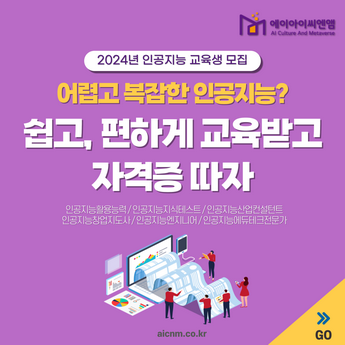 에이아이씨엔엠
AI Culture And Metaverse
2024년 인공지능 교육생 모집
어렵고 복잡한 인공지능?
쉽고, 편하게 교육받고
자격증 따자
인공지능활용능력 / 인공지능지식테스트 / 인공지능산업컨설턴트
인공지능창업지도사 / 인공지능엔지니어 / 인공지능에듀테크전문가
aicnm.co.kr
GO